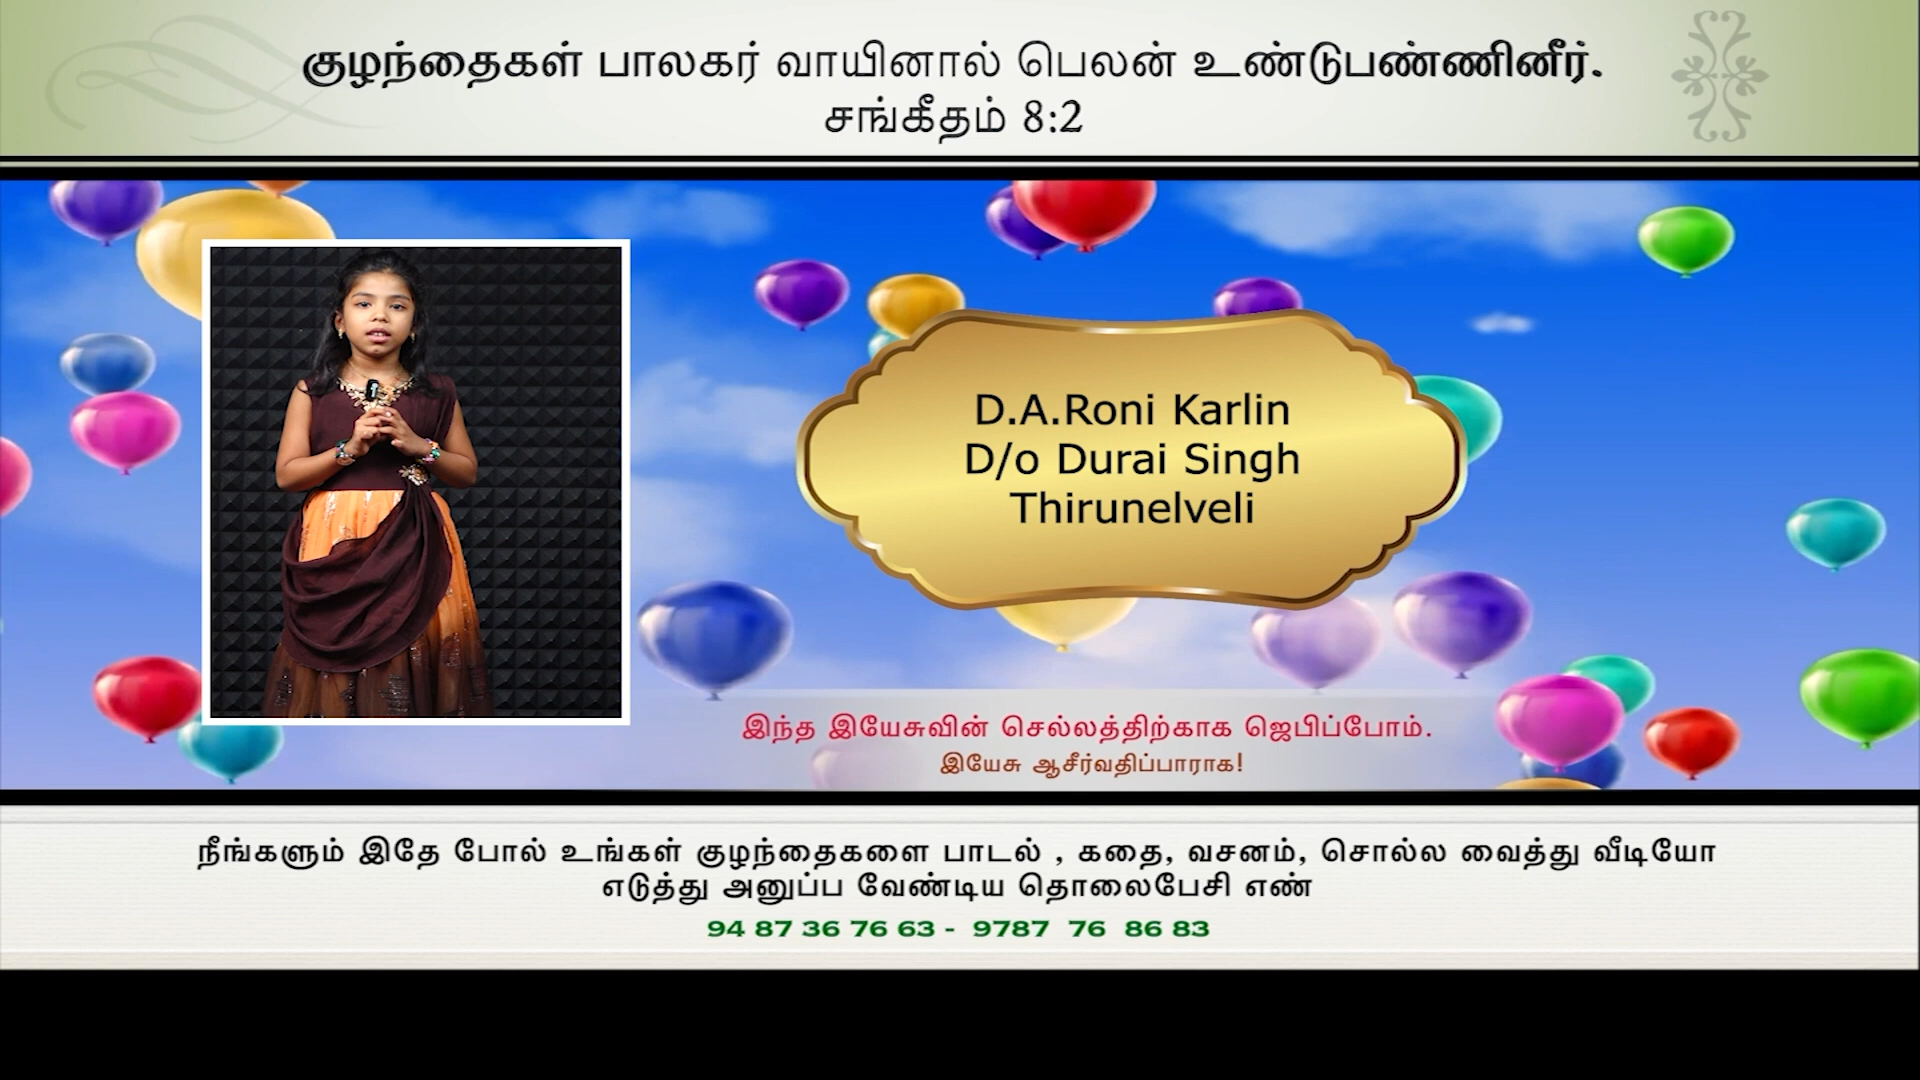 குழந்தைகள் பாலகர் வாயினால் பெலன் உண்டுபண்ணினீர்.
சங்கீதம் 8:2
D.A.Roni Karlin
D/o Durai Singh
Thirunelveli
இந்த இயேசுவின் செல்லத்திற்காக ஜெபிப்போம்.
இயேசு ஆசீர்வதிப்பாராக!
நீங்களும் இதே போல் உங்கள் குழந்தைகளை பாடல் , கதை, வசனம், சொல்ல வைத்து வீடியோ
எடுத்து அனுப்ப வேண்டிய தொலைபேசி எண்
94 87 36 76 63 - 9787 76 86 83